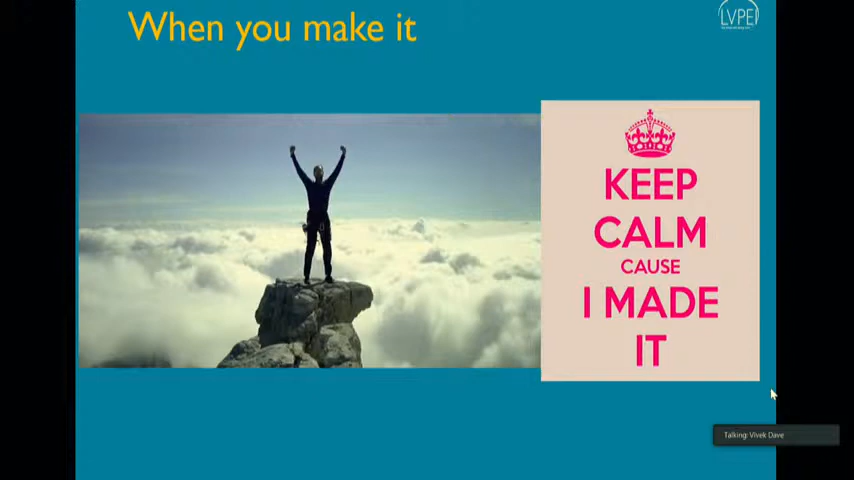 When you make it
LVPEI
KEEP
CALM
CAUSE
I MADE
IT
Talking: Vivek Dave